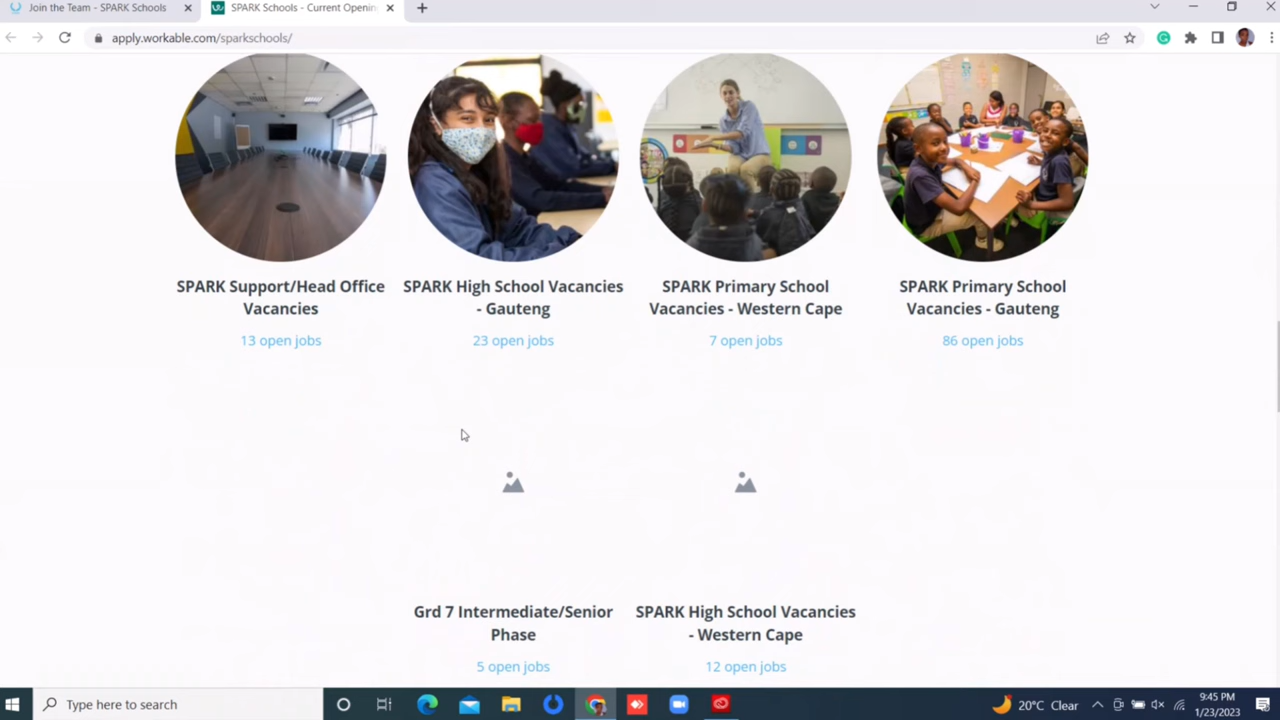 Join the Team - SPARK Schools
SPARK Schools - Current Openin
apply.workable.com/sparkschools/
SPARK Support/Head Office
Vacancies
13 open jobs
SPARK High School Vacancies
- Gauteng
23 open jobs
SPARK Primary School
Vacancies - Western Cape
7 open jobs
SPARK Primary School
Vacancies - Gauteng
86 open jobs
Grd 7 Intermediate/Senior
Phase
5 open jobs
SPARK High School Vacancies
- Western Cape
12 open jobs
Type here to search
20°C Clear
9:45 PM
1/23/2023